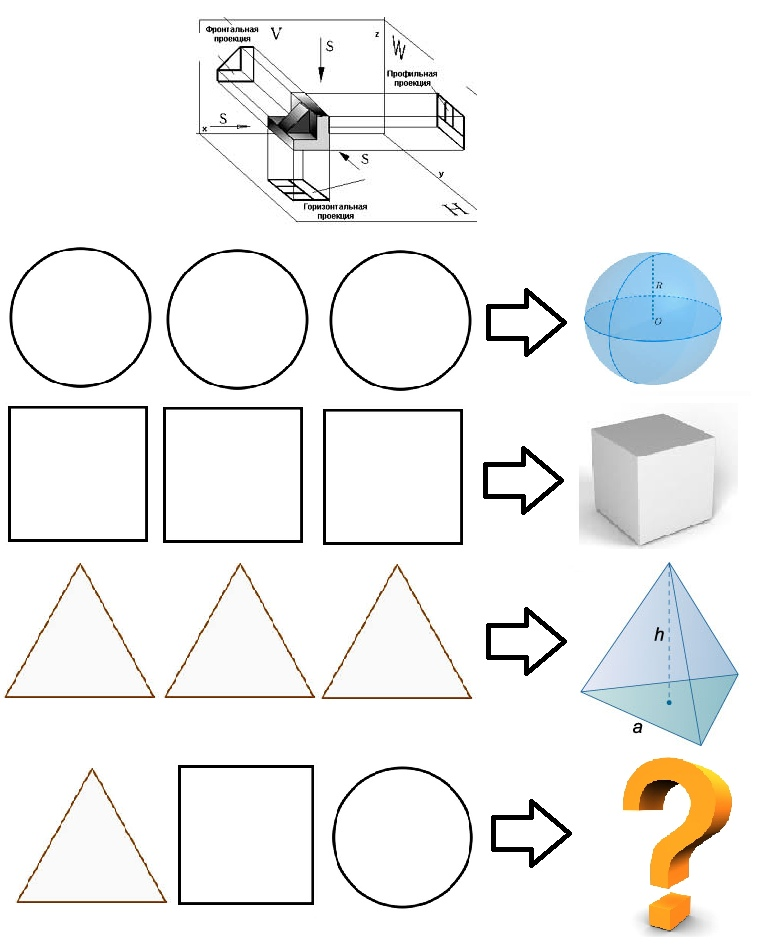 Фронтальная
проекция
V
S
z
W
Профильная
проекция
S
x
S
y
Горизонтальная
проекция
H
R
O
h
a
?